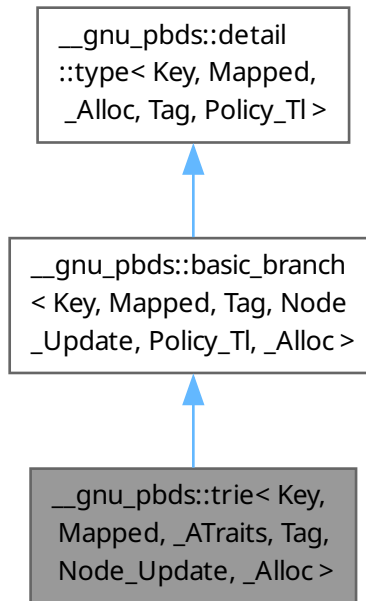 __gnu_pbds::detail
::type< Key, Mapped,
_Alloc, Tag, Policy_Tl >
__gnu_pbds::basic_branch
< Key, Mapped, Tag, Node
_Update, Policy_Tl, _Alloc >
__gnu_pbds::trie< Key,
Mapped, _ATraits, Tag,
Node_Update, _Alloc >